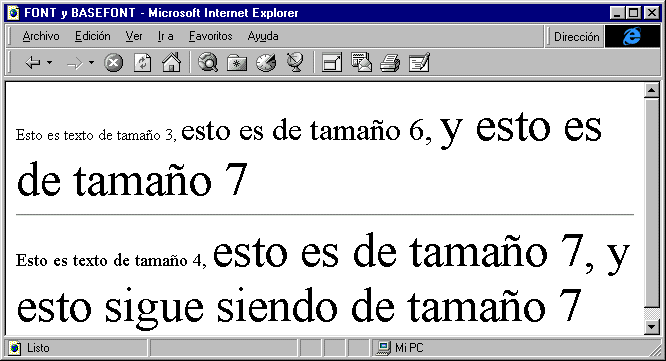 FONT y BASEFONT - Microsoft Internet Explorer
Archivo Edición Ver Ir a Favoritos Ayuda Dirección
Esto es texto de tamaño 3, esto es de tamaño 6, y esto es
de tamaño 7
Esto es texto de tamaño 4, esto es de tamaño 7, y
esto sigue siendo de tamaño 7
Listo Mi PC